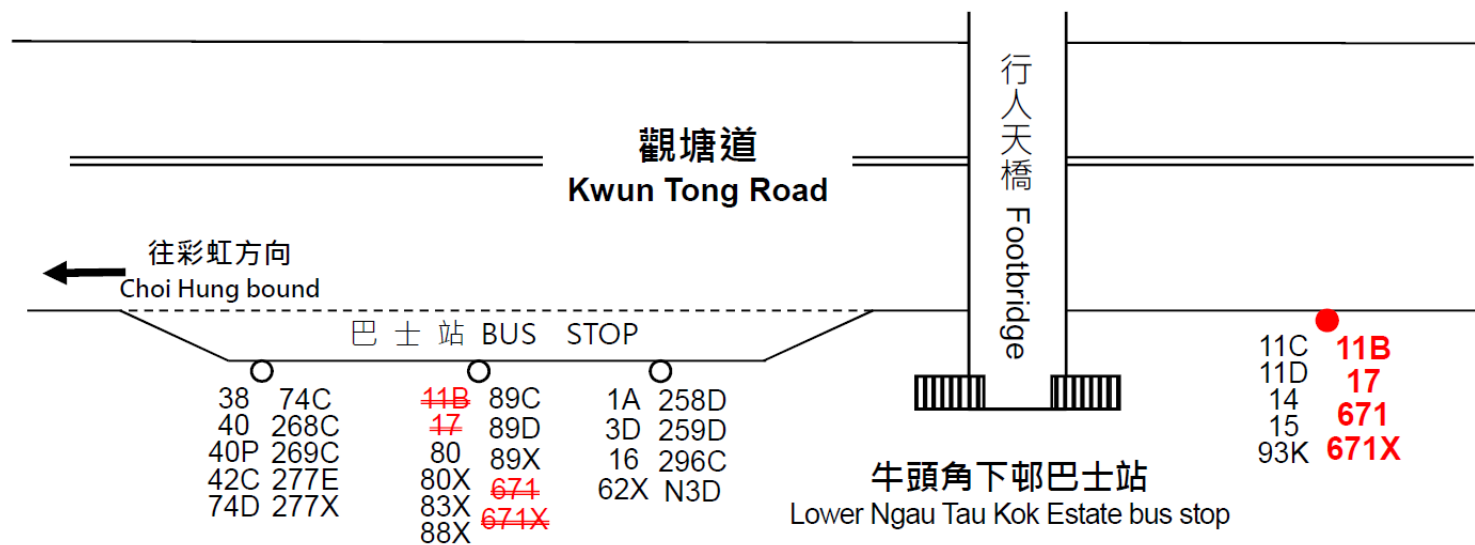 行人天橋 Footbridge
觀塘道
Kwun Tong Road
往彩虹方向
Choi Hung bound
巴士站 BUS STOP
38 74C
40 268C
40P 269C
42C 277E
74D 277X
11B 89C
17 89D
80 89X
80X 671
83X 671X
88X
1A 258D
3D 259D
16 296C
62X N3D
牛頭角下邨巴士站
Lower Ngau Tau Kok Estate bus stop
11C 11B
11D 17
14 671
15 671X
93K